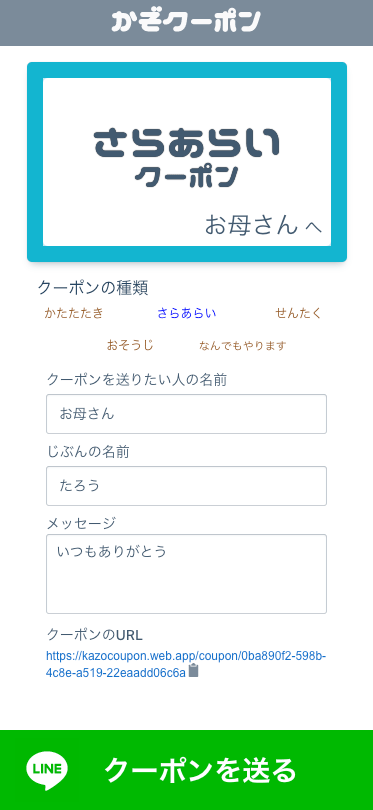 かぞクーポン
さらあらい
クーポン
お母さん へ
クーポンの種類
かたたたき さらあらい せんたく
おそうじ なんでもやります
クーポンを送りたい人の名前
お母さん
じぶんの名前
たろう
メッセージ
いつもありがとう
クーポンのURL
https://kazocoupon.web.app/coupon/0ba890f2-598b-
4c8e-a519-22eaadd06c6a
LINE クーポンを送る